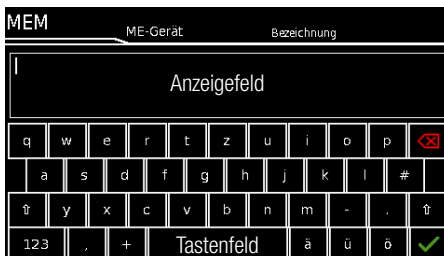 MEM ME-Gerät Bezeichnung
Anzeigefeld
q w e r t z u i o p
a s d f g h j k l #
⇧ y x c v b n m - . ⇧
123 , + Tastenfeld ä ü ö